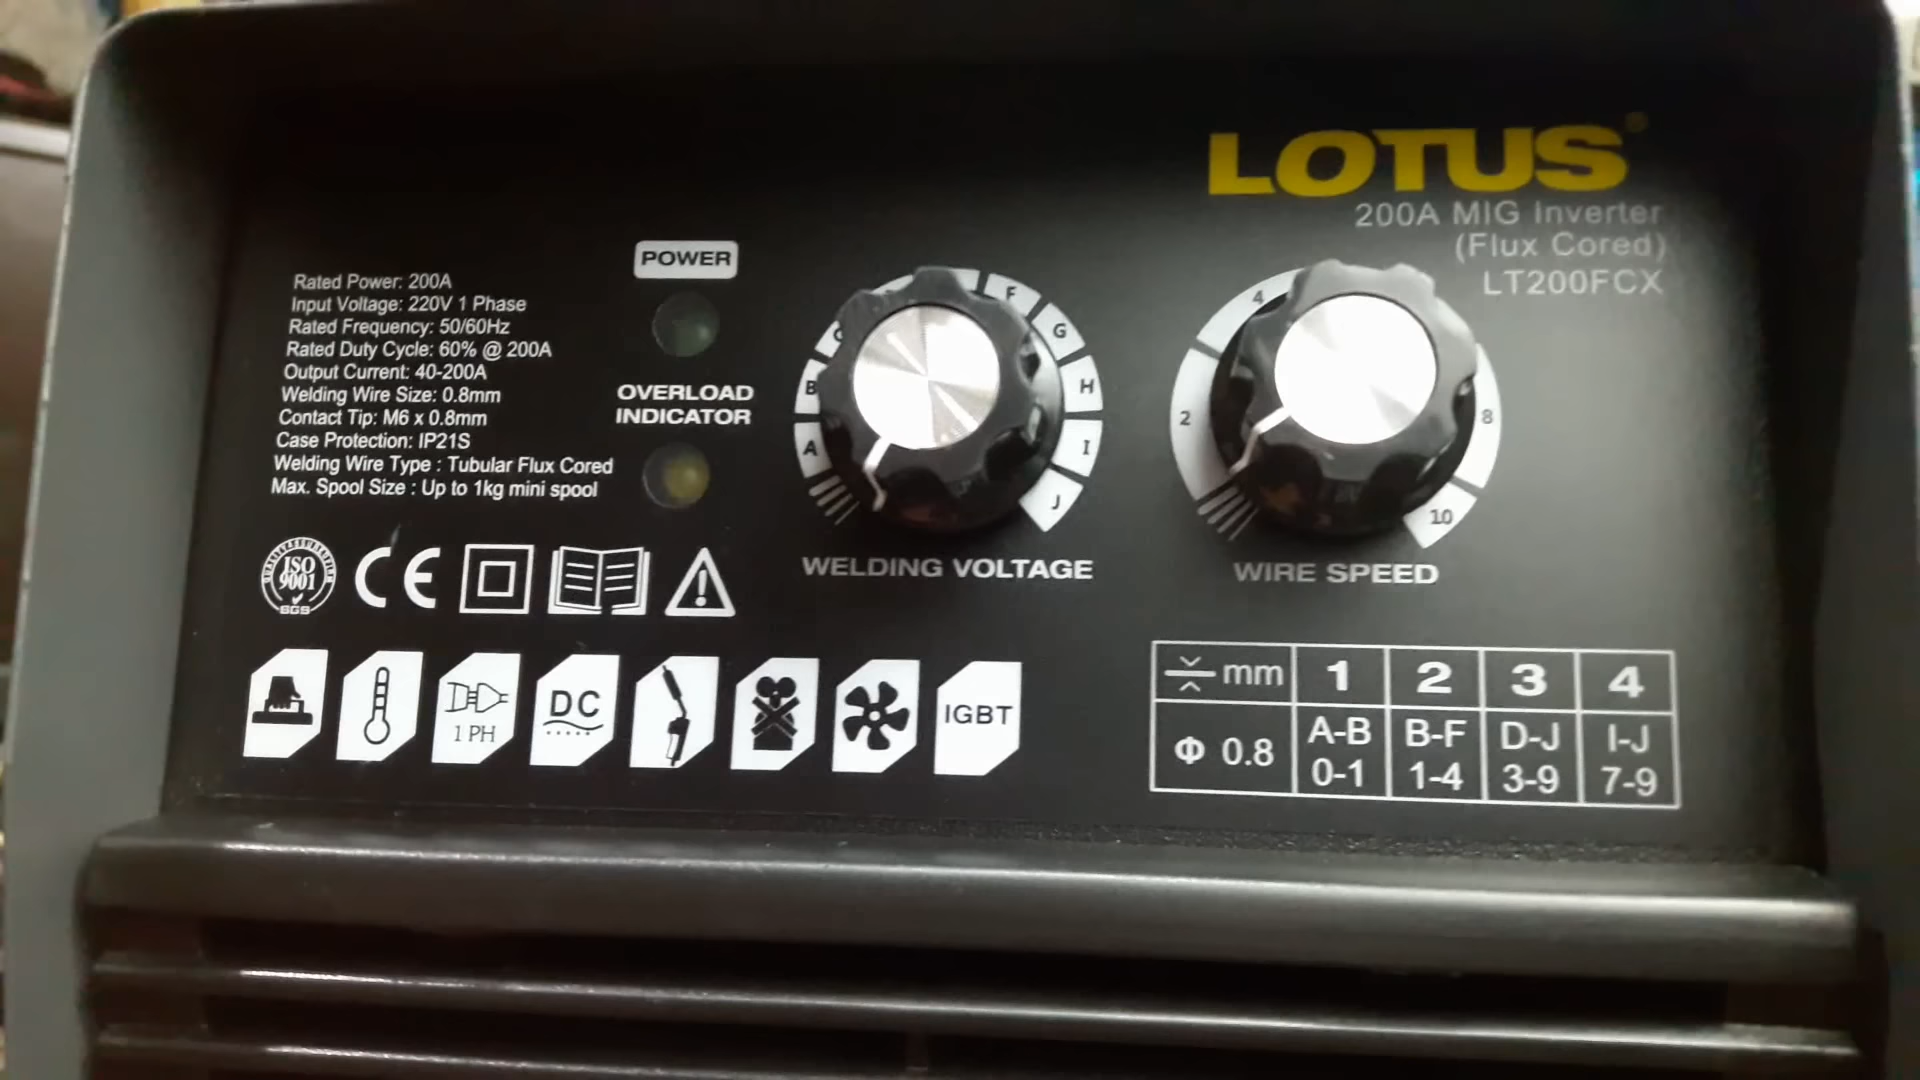 LOTUS
200A MIG Inverter
(Flux Cored)
LT200FCX
POWER
Rated Power: 200A
Input Voltage: 220V 1 Phase
Rated Frequency: 50/60Hz
Rated Duty Cycle: 60% @ 200A
Output Current: 40-200A
Welding Wire Size: 0.8mm
Contact Tip: M6 x 0.8mm
Case Protection: IP21S
Welding Wire Type : Tubular Flux Cored
Max. Spool Size : Up to 1kg mini spool
OVERLOAD
INDICATOR
A
B
F
G
H
I
J
WELDING VOLTAGE
2
4
8
10
WIRE SPEED
ISO
9001
SGS
CE
1 PH
DC
IGBT
mm 1 2 3 4
Φ 0.8 A-B B-F D-J I-J
0-1 1-4 3-9 7-9